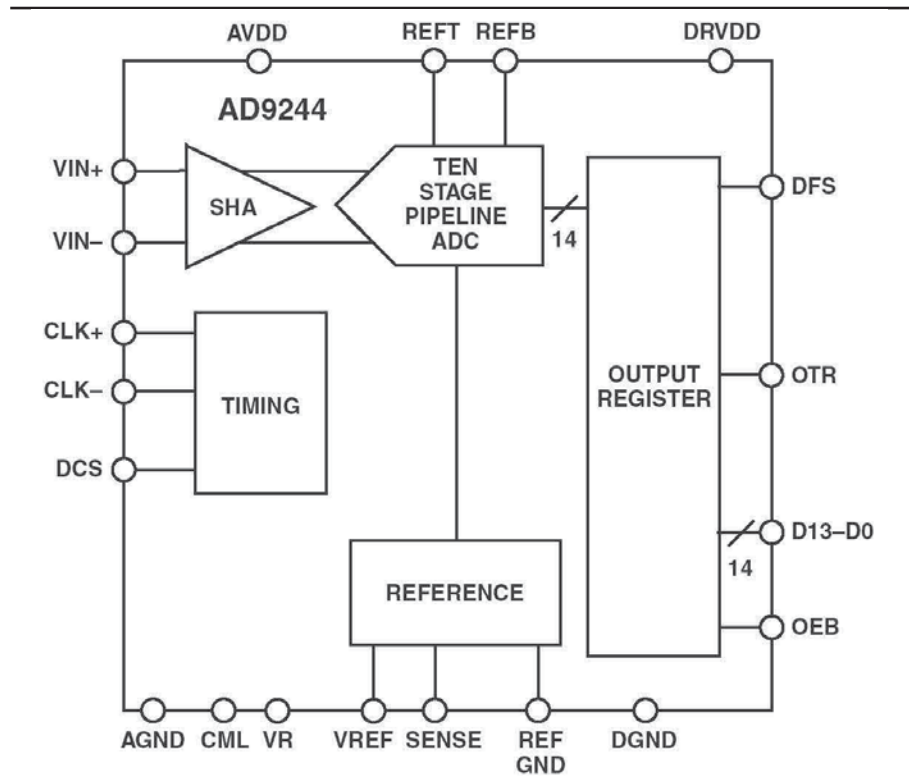 AVDD
REFT
REFB
DRVDD
AD9244
VIN+
VIN–
SHA
TEN
STAGE
PIPELINE
ADC
14
DFS
CLK+
CLK–
DCS
TIMING
OUTPUT
REGISTER
OTR
D13–D0
14
OEB
REFERENCE
AGND
CML
VR
VREF
SENSE
REF
GND
DGND